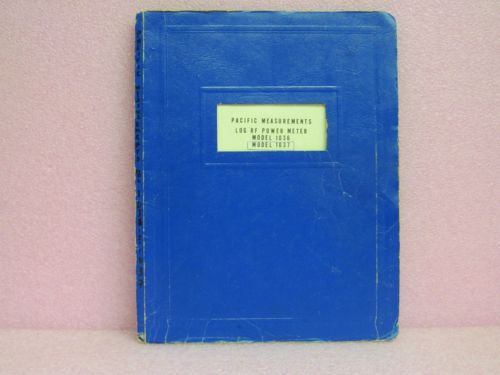 PACIFIC MEASUREMENTS
LOG RF POWER METER
MODEL 1036
MODEL 1037